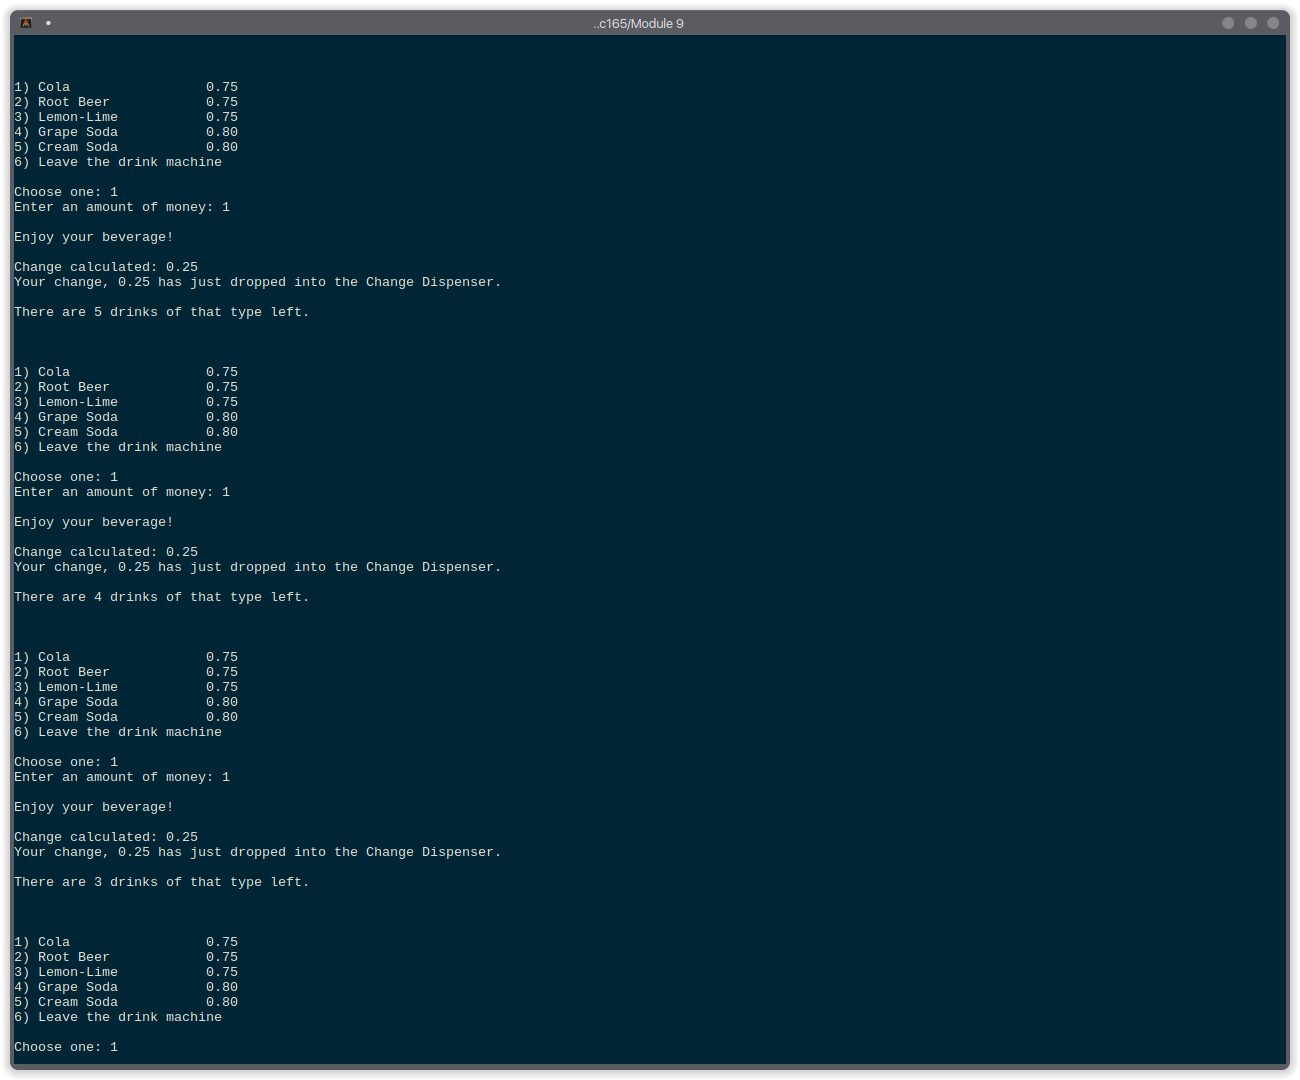 ..c165/Module 9
1) Cola                 0.75
2) Root Beer            0.75
3) Lemon-Lime           0.75
4) Grape Soda           0.80
5) Cream Soda           0.80
6) Leave the drink machine
Choose one: 1
Enter an amount of money: 1
Enjoy your beverage!
Change calculated: 0.25
Your change, 0.25 has just dropped into the Change Dispenser.
There are 5 drinks of that type left.
1) Cola                 0.75
2) Root Beer            0.75
3) Lemon-Lime           0.75
4) Grape Soda           0.80
5) Cream Soda           0.80
6) Leave the drink machine
Choose one: 1
Enter an amount of money: 1
Enjoy your beverage!
Change calculated: 0.25
Your change, 0.25 has just dropped into the Change Dispenser.
There are 4 drinks of that type left.
1) Cola                 0.75
2) Root Beer            0.75
3) Lemon-Lime           0.75
4) Grape Soda           0.80
5) Cream Soda           0.80
6) Leave the drink machine
Choose one: 1
Enter an amount of money: 1
Enjoy your beverage!
Change calculated: 0.25
Your change, 0.25 has just dropped into the Change Dispenser.
There are 3 drinks of that type left.
1) Cola                 0.75
2) Root Beer            0.75
3) Lemon-Lime           0.75
4) Grape Soda           0.80
5) Cream Soda           0.80
6) Leave the drink machine
Choose one: 1